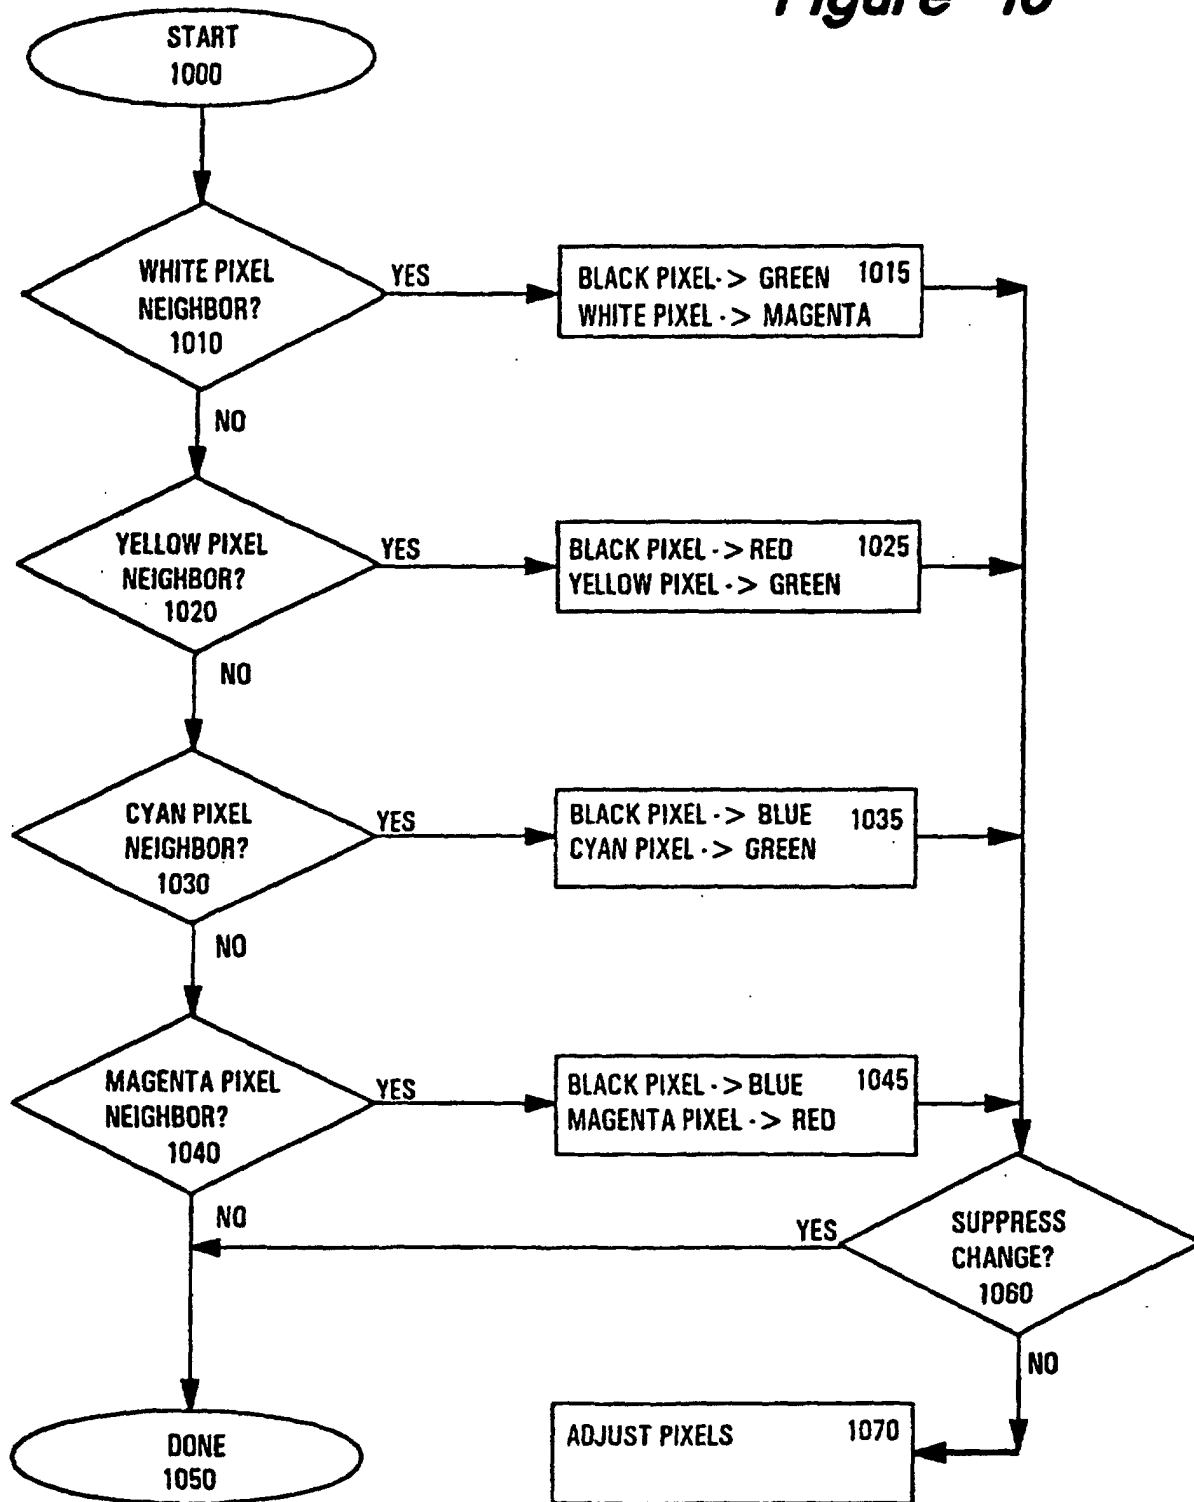 Figure 10
START
1000
WHITE PIXEL
NEIGHBOR?
1010
YES
BLACK PIXEL-> GREEN 1015
WHITE PIXEL -> MAGENTA
NO
YELLOW PIXEL
NEIGHBOR?
1020
YES
BLACK PIXEL -> RED 1025
YELLOW PIXEL -> GREEN
NO
CYAN PIXEL
NEIGHBOR?
1030
YES
BLACK PIXEL -> BLUE 1035
CYAN PIXEL -> GREEN
NO
MAGENTA PIXEL
NEIGHBOR?
1040
YES
BLACK PIXEL -> BLUE 1045
MAGENTA PIXEL -> RED
NO
YES
SUPPRESS
CHANGE?
1060
NO
DONE
1050
ADJUST PIXELS 1070